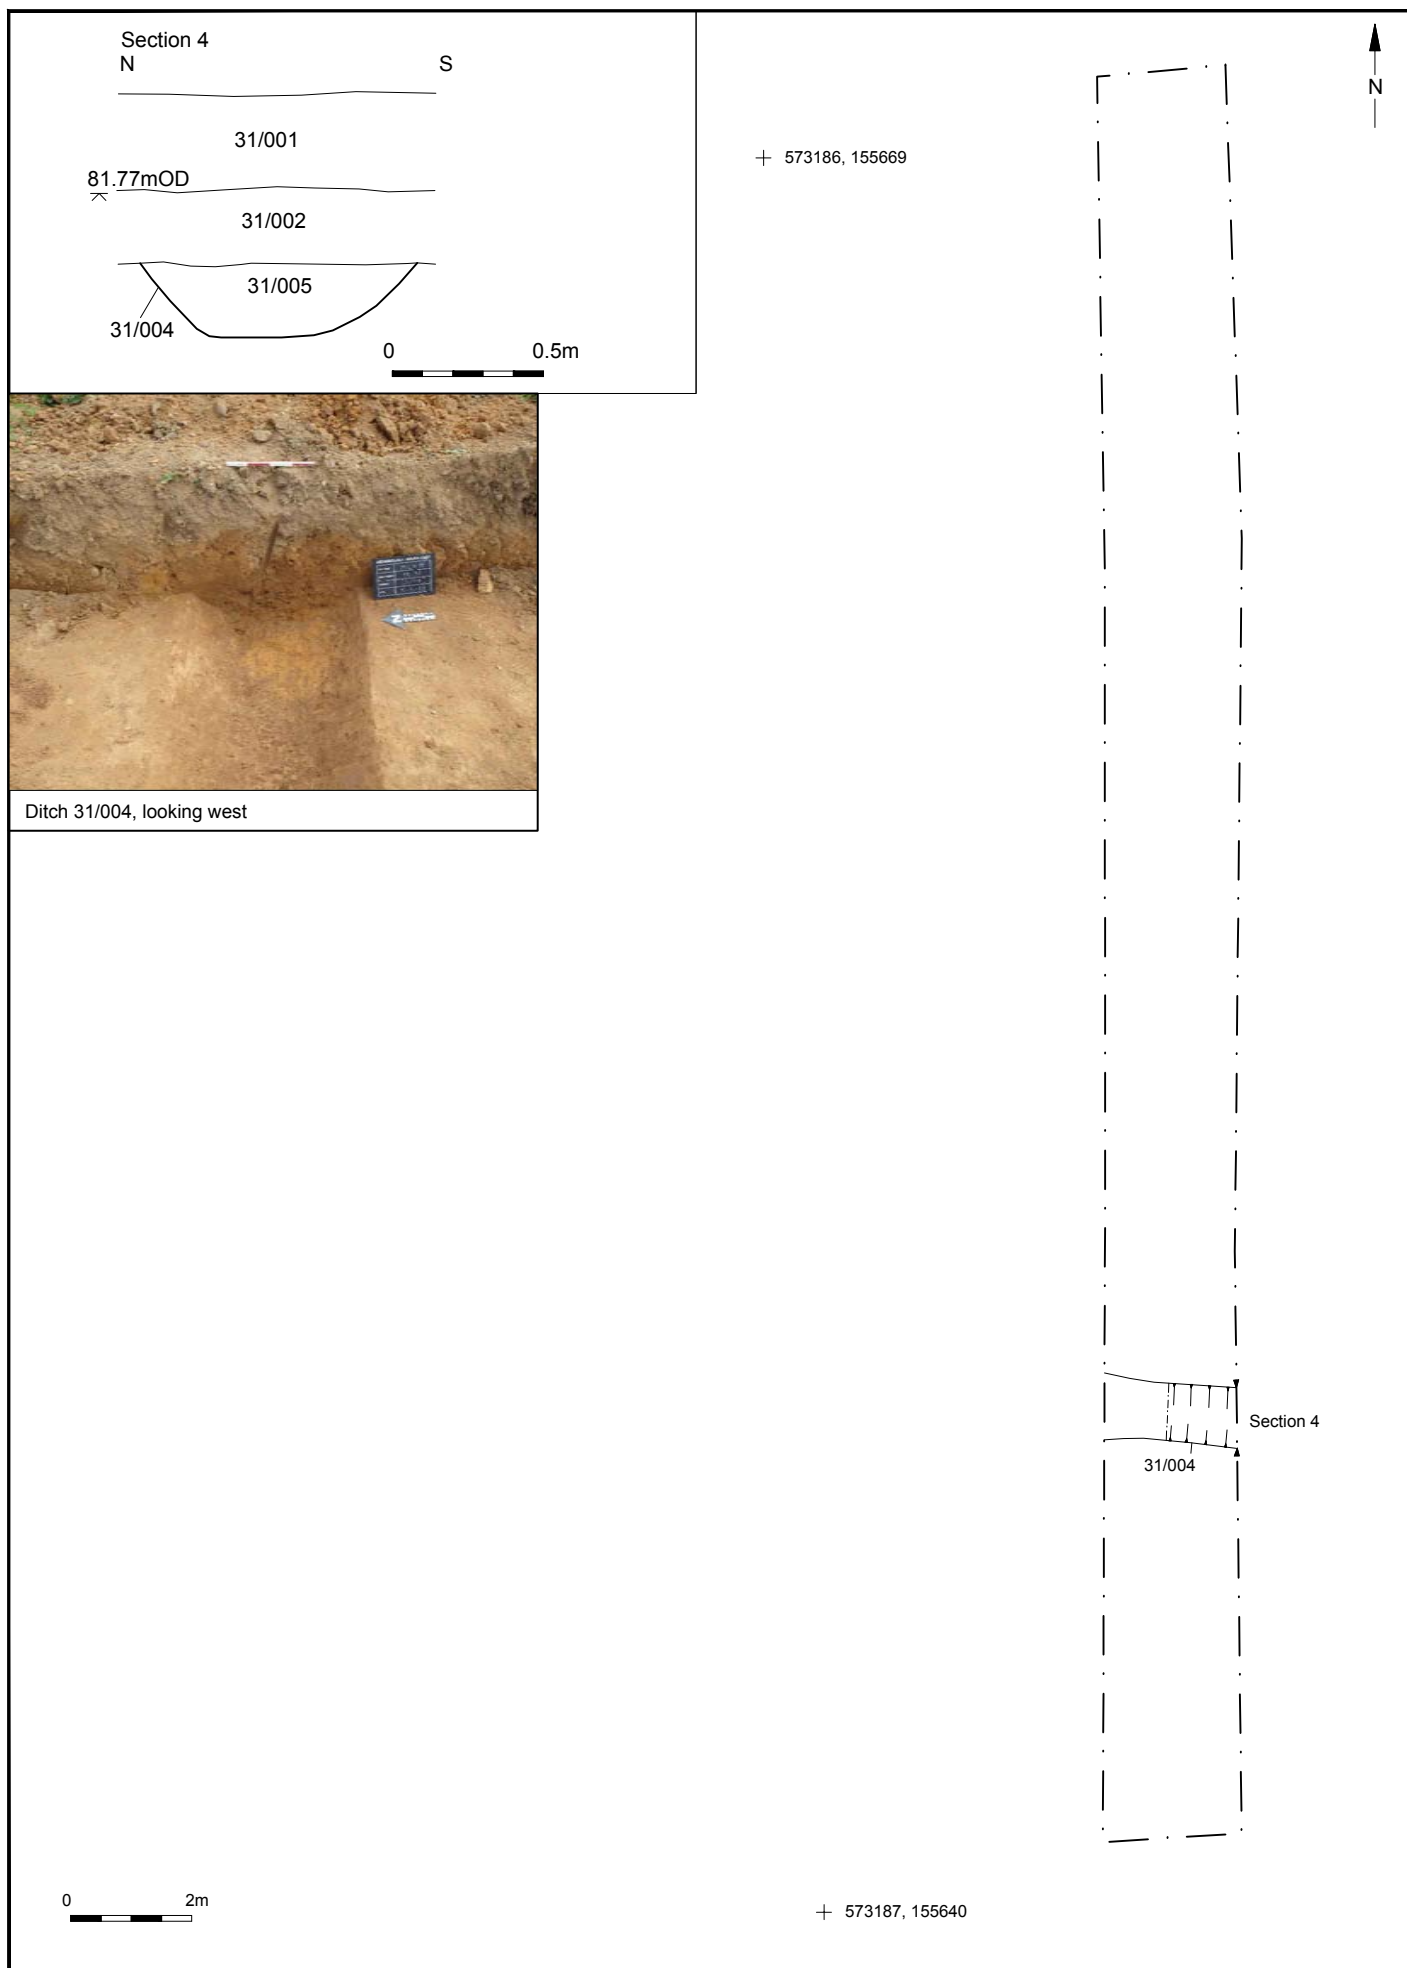 Section 4
N S
31/001
81.77mOD
31/002
31/005
31/004
0 0.5m
Ditch 31/004, looking west
N
573186, 155669
Section 4
31/004
0 2m
573187, 155640